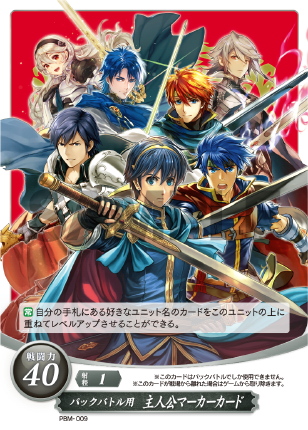 常 自分の手札にある好きなユニット名のカードをこのユニットの上に
重ねてレベルアップさせることができる。
戦闘力
40
射程 1
※このカードはパックバトルでしか使用できません。
※このカードが戦場から離れた場合はゲームから取り除きます。
パックバトル用 主人公マーカーカード
PBM-009